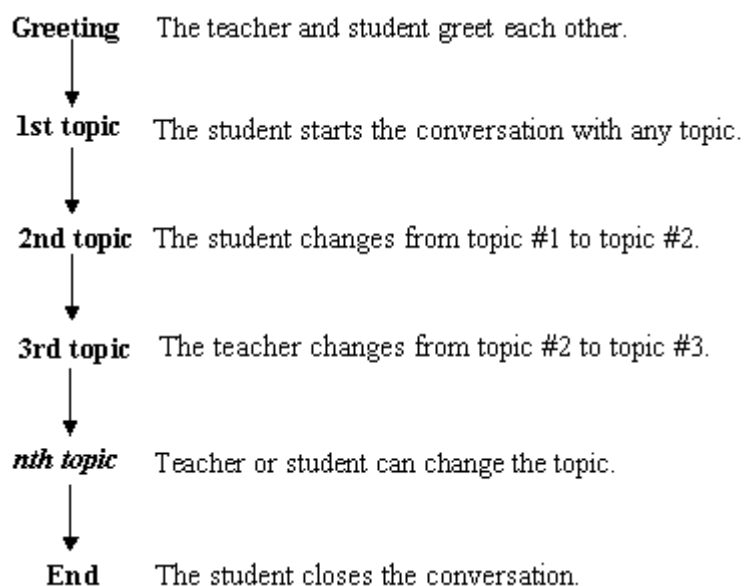 Greeting The teacher and student greet each other.
1st topic The student starts the conversation with any topic.
2nd topic The student changes from topic #1 to topic #2.
3rd topic The teacher changes from topic #2 to topic #3.
nth topic Teacher or student can change the topic.
End The student closes the conversation.